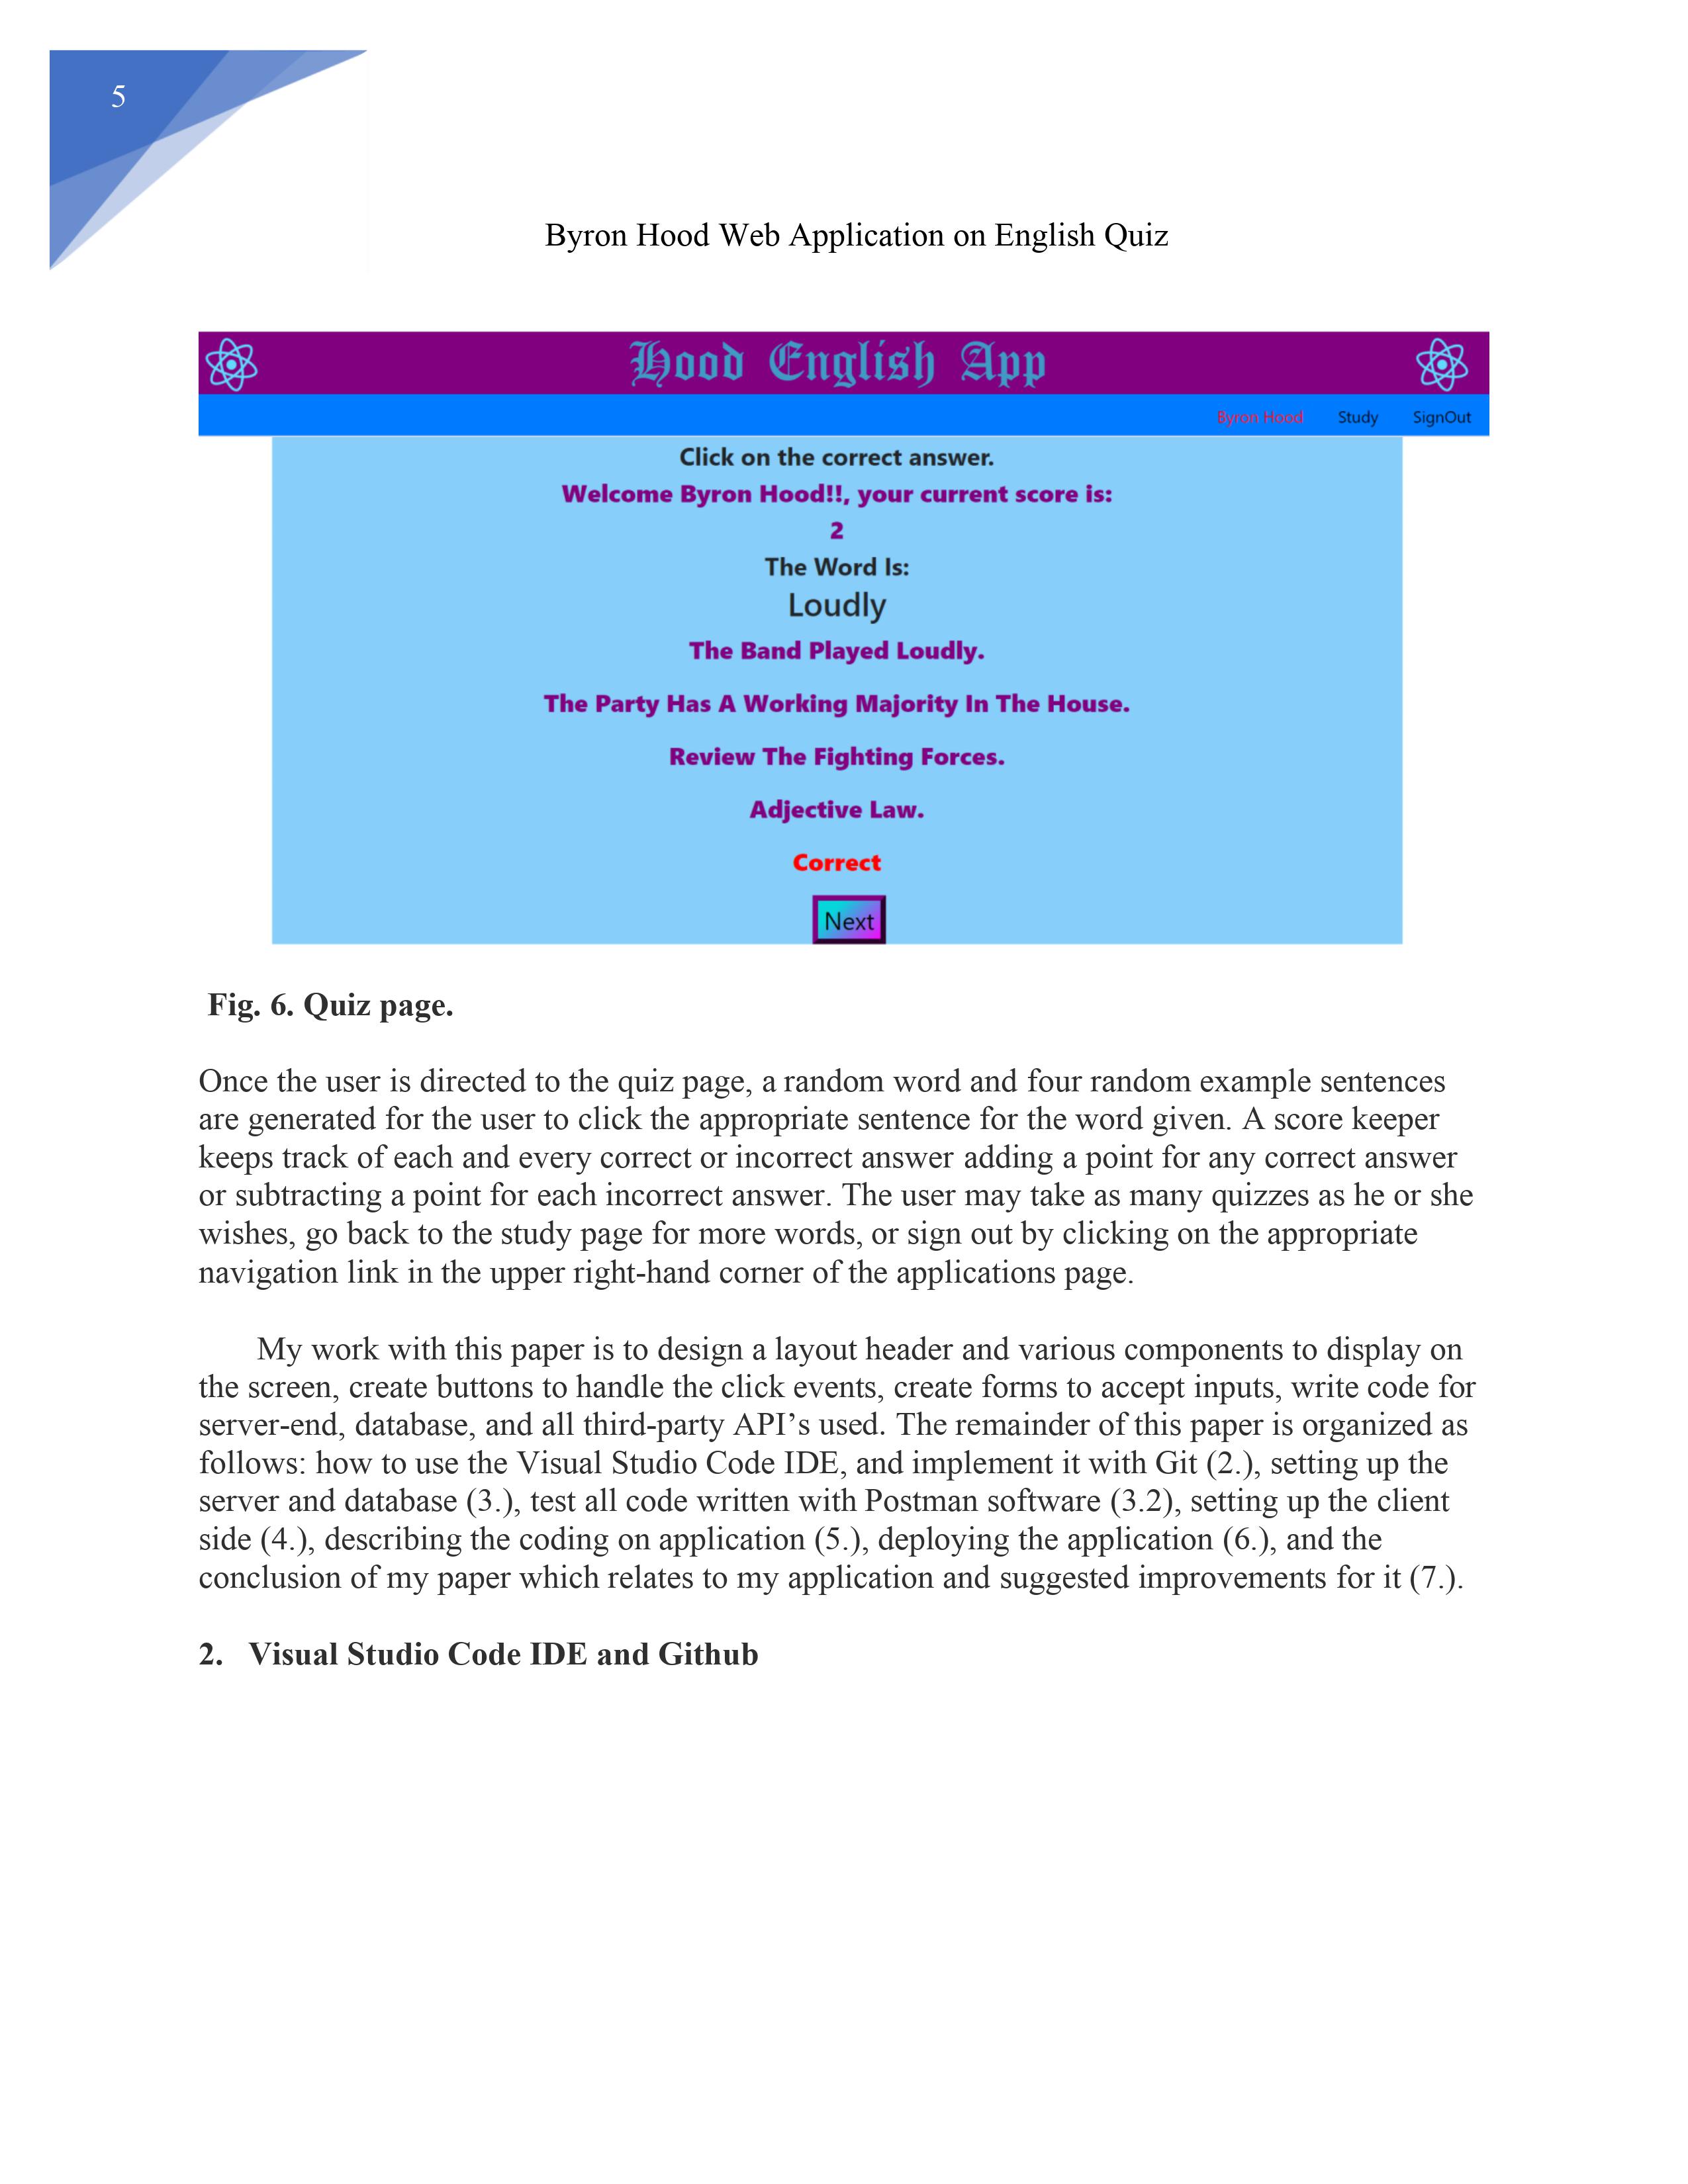 5
Byron Hood Web Application on English Quiz
Hood English App
Byron Hood Study SignOut
Click on the correct answer.
Welcome Byron Hood!!, your current score is:
2
The Word Is:
Loudly
The Band Played Loudly.
The Party Has A Working Majority In The House.
Review The Fighting Forces.
Adjective Law.
Correct
Next
Fig. 6. Quiz page.
Once the user is directed to the quiz page, a random word and four random example sentences
are generated for the user to click the appropriate sentence for the word given. A score keeper
keeps track of each and every correct or incorrect answer adding a point for any correct answer
or subtracting a point for each incorrect answer. The user may take as many quizzes as he or she
wishes, go back to the study page for more words, or sign out by clicking on the appropriate
navigation link in the upper right-hand corner of the applications page.
My work with this paper is to design a layout header and various components to display on
the screen, create buttons to handle the click events, create forms to accept inputs, write code for
server-end, database, and all third-party API’s used. The remainder of this paper is organized as
follows: how to use the Visual Studio Code IDE, and implement it with Git (2.), setting up the
server and database (3.), test all code written with Postman software (3.2), setting up the client
side (4.), describing the coding on application (5.), deploying the application (6.), and the
conclusion of my paper which relates to my application and suggested improvements for it (7.).
2. Visual Studio Code IDE and Github